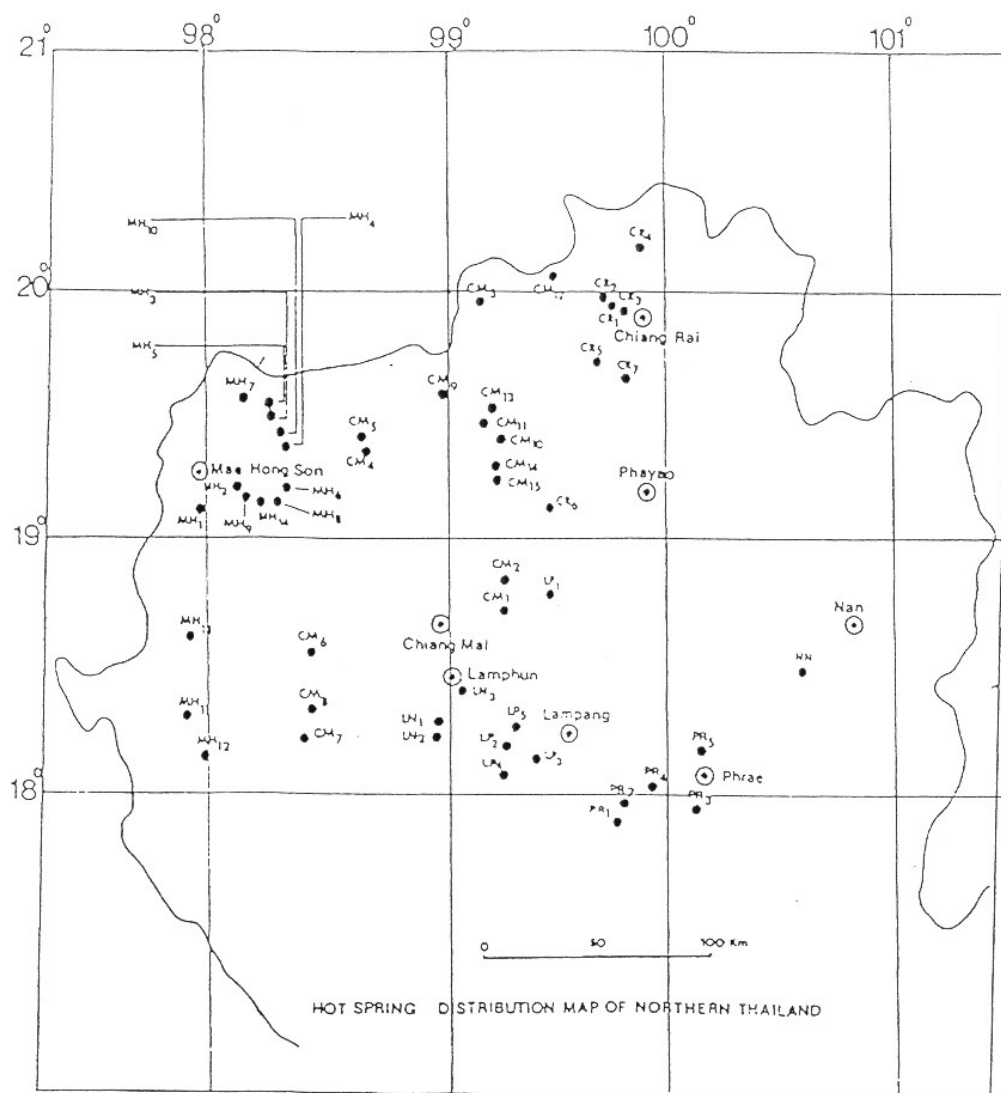 98° 99° 100° 101°
21°
CR₄
MH₁₀ MH₄
20°
MH₃
CM₃ CM₁₂ CR₂ CR₃
CR₁
Chiang Rai
MH₅
CR₅ CR₇
MH₇ CM₉
CM₁₃
CM₅ CM₁₁
CM₄ CM₁₀
Mae Hong Son CM₁₄
MH₂ MH₆ CM₁₅ Phayao
MH₁ MH₉ MH₈ CR₆
19°
CM₂ LP₁
CM₁ Nan
CM₆ Chiang Mai
Lamphun NN
MH₁₁ CM₈ LN₃
LN₁ LP₅ Lampang
MH₁₂ CM₇ LN₂ LP₂ LP₃ PR₅
LP₄ PR₄ Phrae
18°
PR₂ PR₃
PR₁
0 50 100 Km
HOT SPRING DISTRIBUTION MAP OF NORTHERN THAILAND